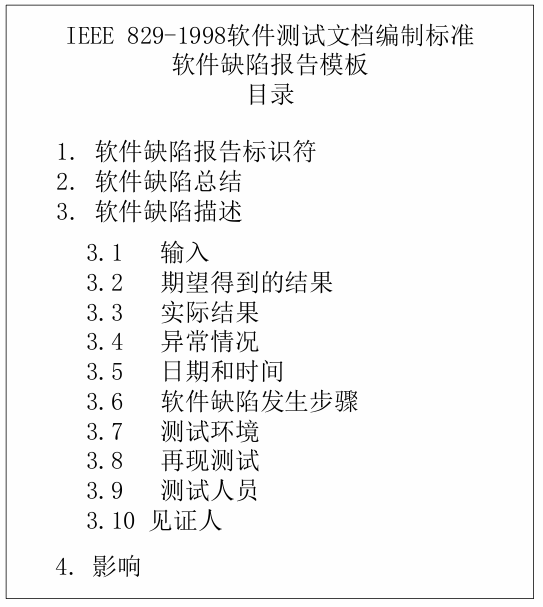 IEEE 829-1998软件测试文档编制标准
软件缺陷报告模板
目录
1. 软件缺陷报告标识符
2. 软件缺陷总结
3. 软件缺陷描述
3.1 输入
3.2 期望得到的结果
3.3 实际结果
3.4 异常情况
3.5 日期和时间
3.6 软件缺陷发生步骤
3.7 测试环境
3.8 再现测试
3.9 测试人员
3.10 见证人
4. 影响